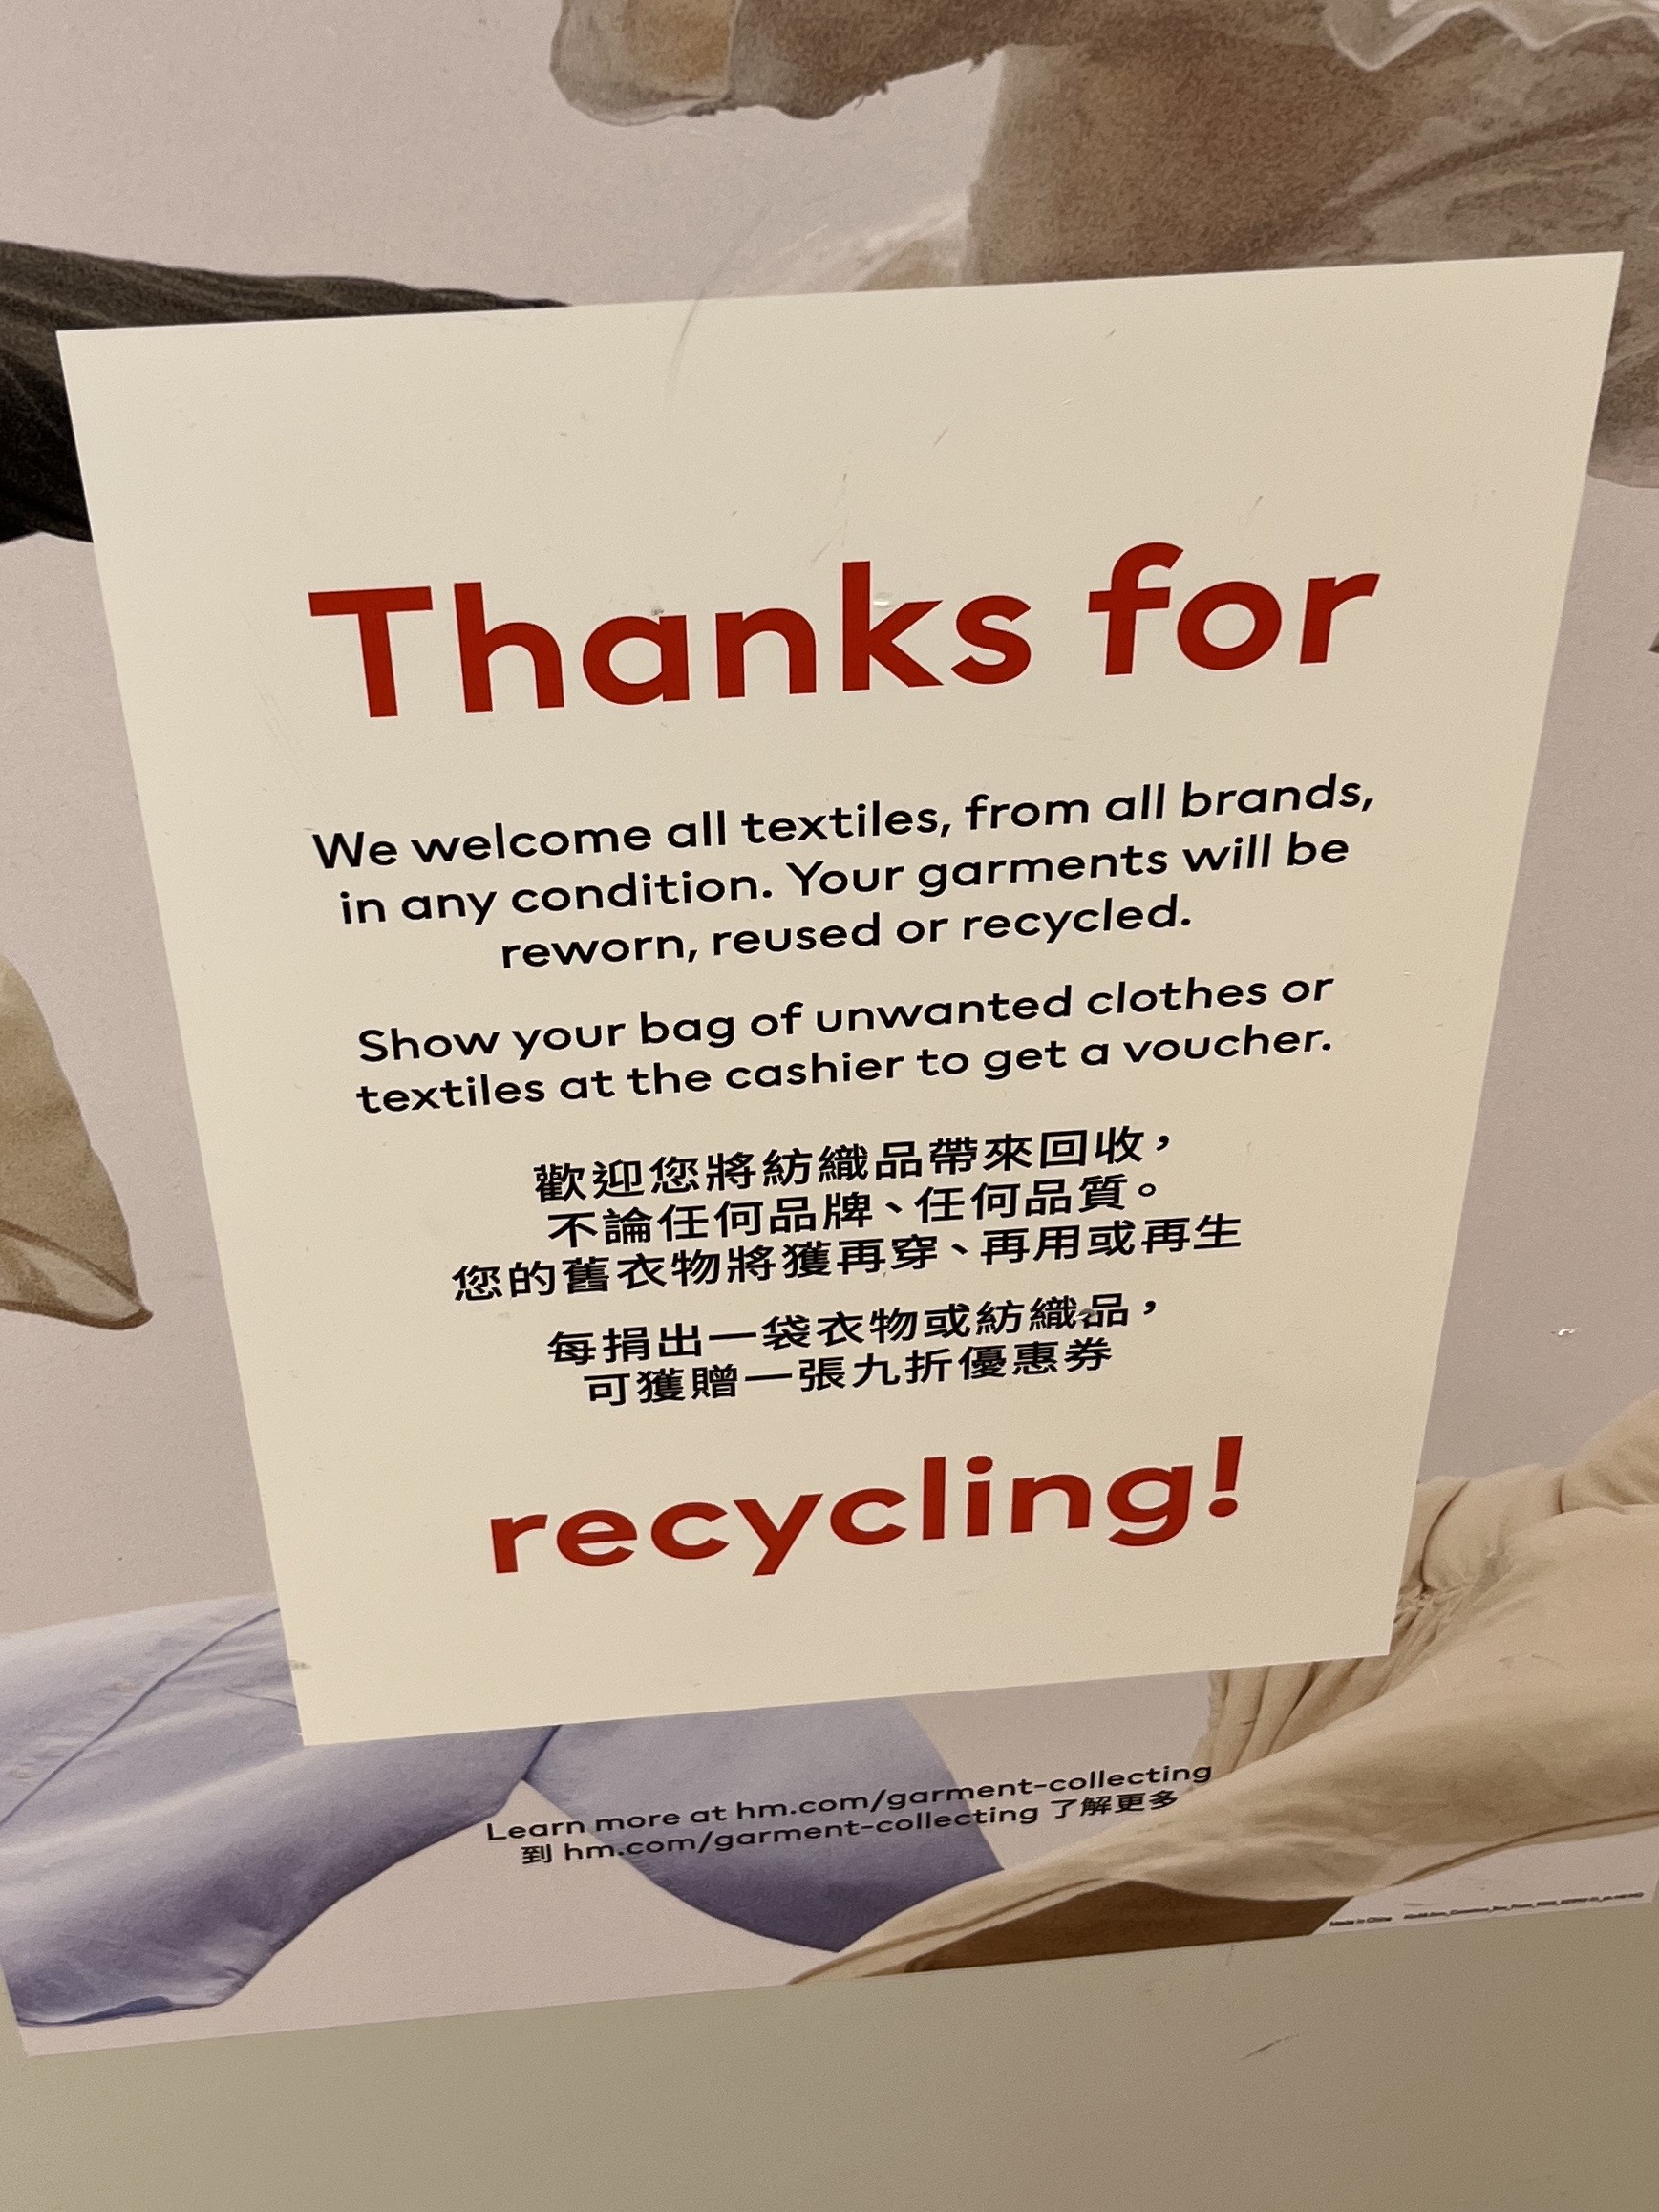 Thanks for
We welcome all textiles, from all brands,
in any condition. Your garments will be
reworn, reused or recycled.
Show your bag of unwanted clothes or
textiles at the cashier to get a voucher.
歡迎您將紡織品帶來回收，
不論任何品牌、任何品質。
您的舊衣物將獲再穿、再用或再生
每捐出一袋衣物或紡織品，
可獲贈一張九折優惠券
recycling!
Learn more at hm.com/garment-collecting
到 hm.com/garment-collecting 了解更多
Made in China